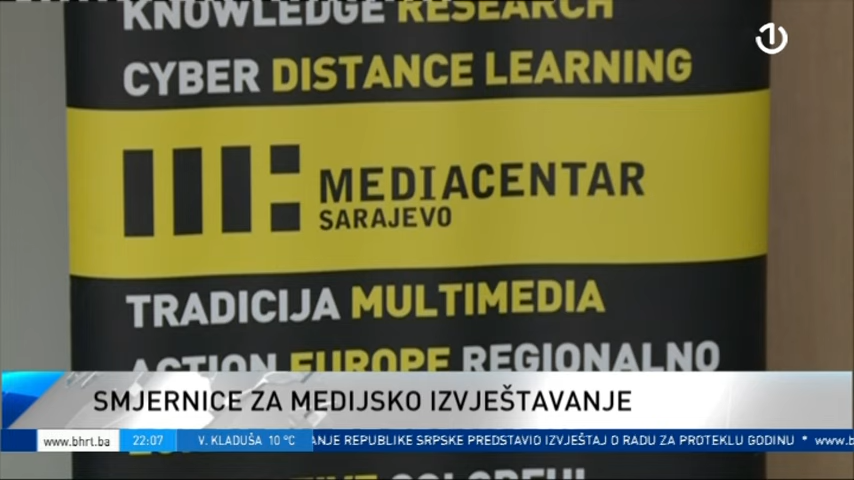 KNOWLEDGE RESEARCH
CYBER DISTANCE LEARNING
MEDIACENTAR
SARAJEVO
TRADICIJA MULTIMEDIA
ACTION EUROPE REGIONALNO
SMJERNICE ZA MEDIJSKO IZVJEŠTAVANJE
www.bhrt.ba 22:07 V. KLADUŠA 10 °C ANJE REPUBLIKE SRPSKE PREDSTAVIO IZVJEŠTAJ O RADU ZA PROTEKLU GODINU * www.b